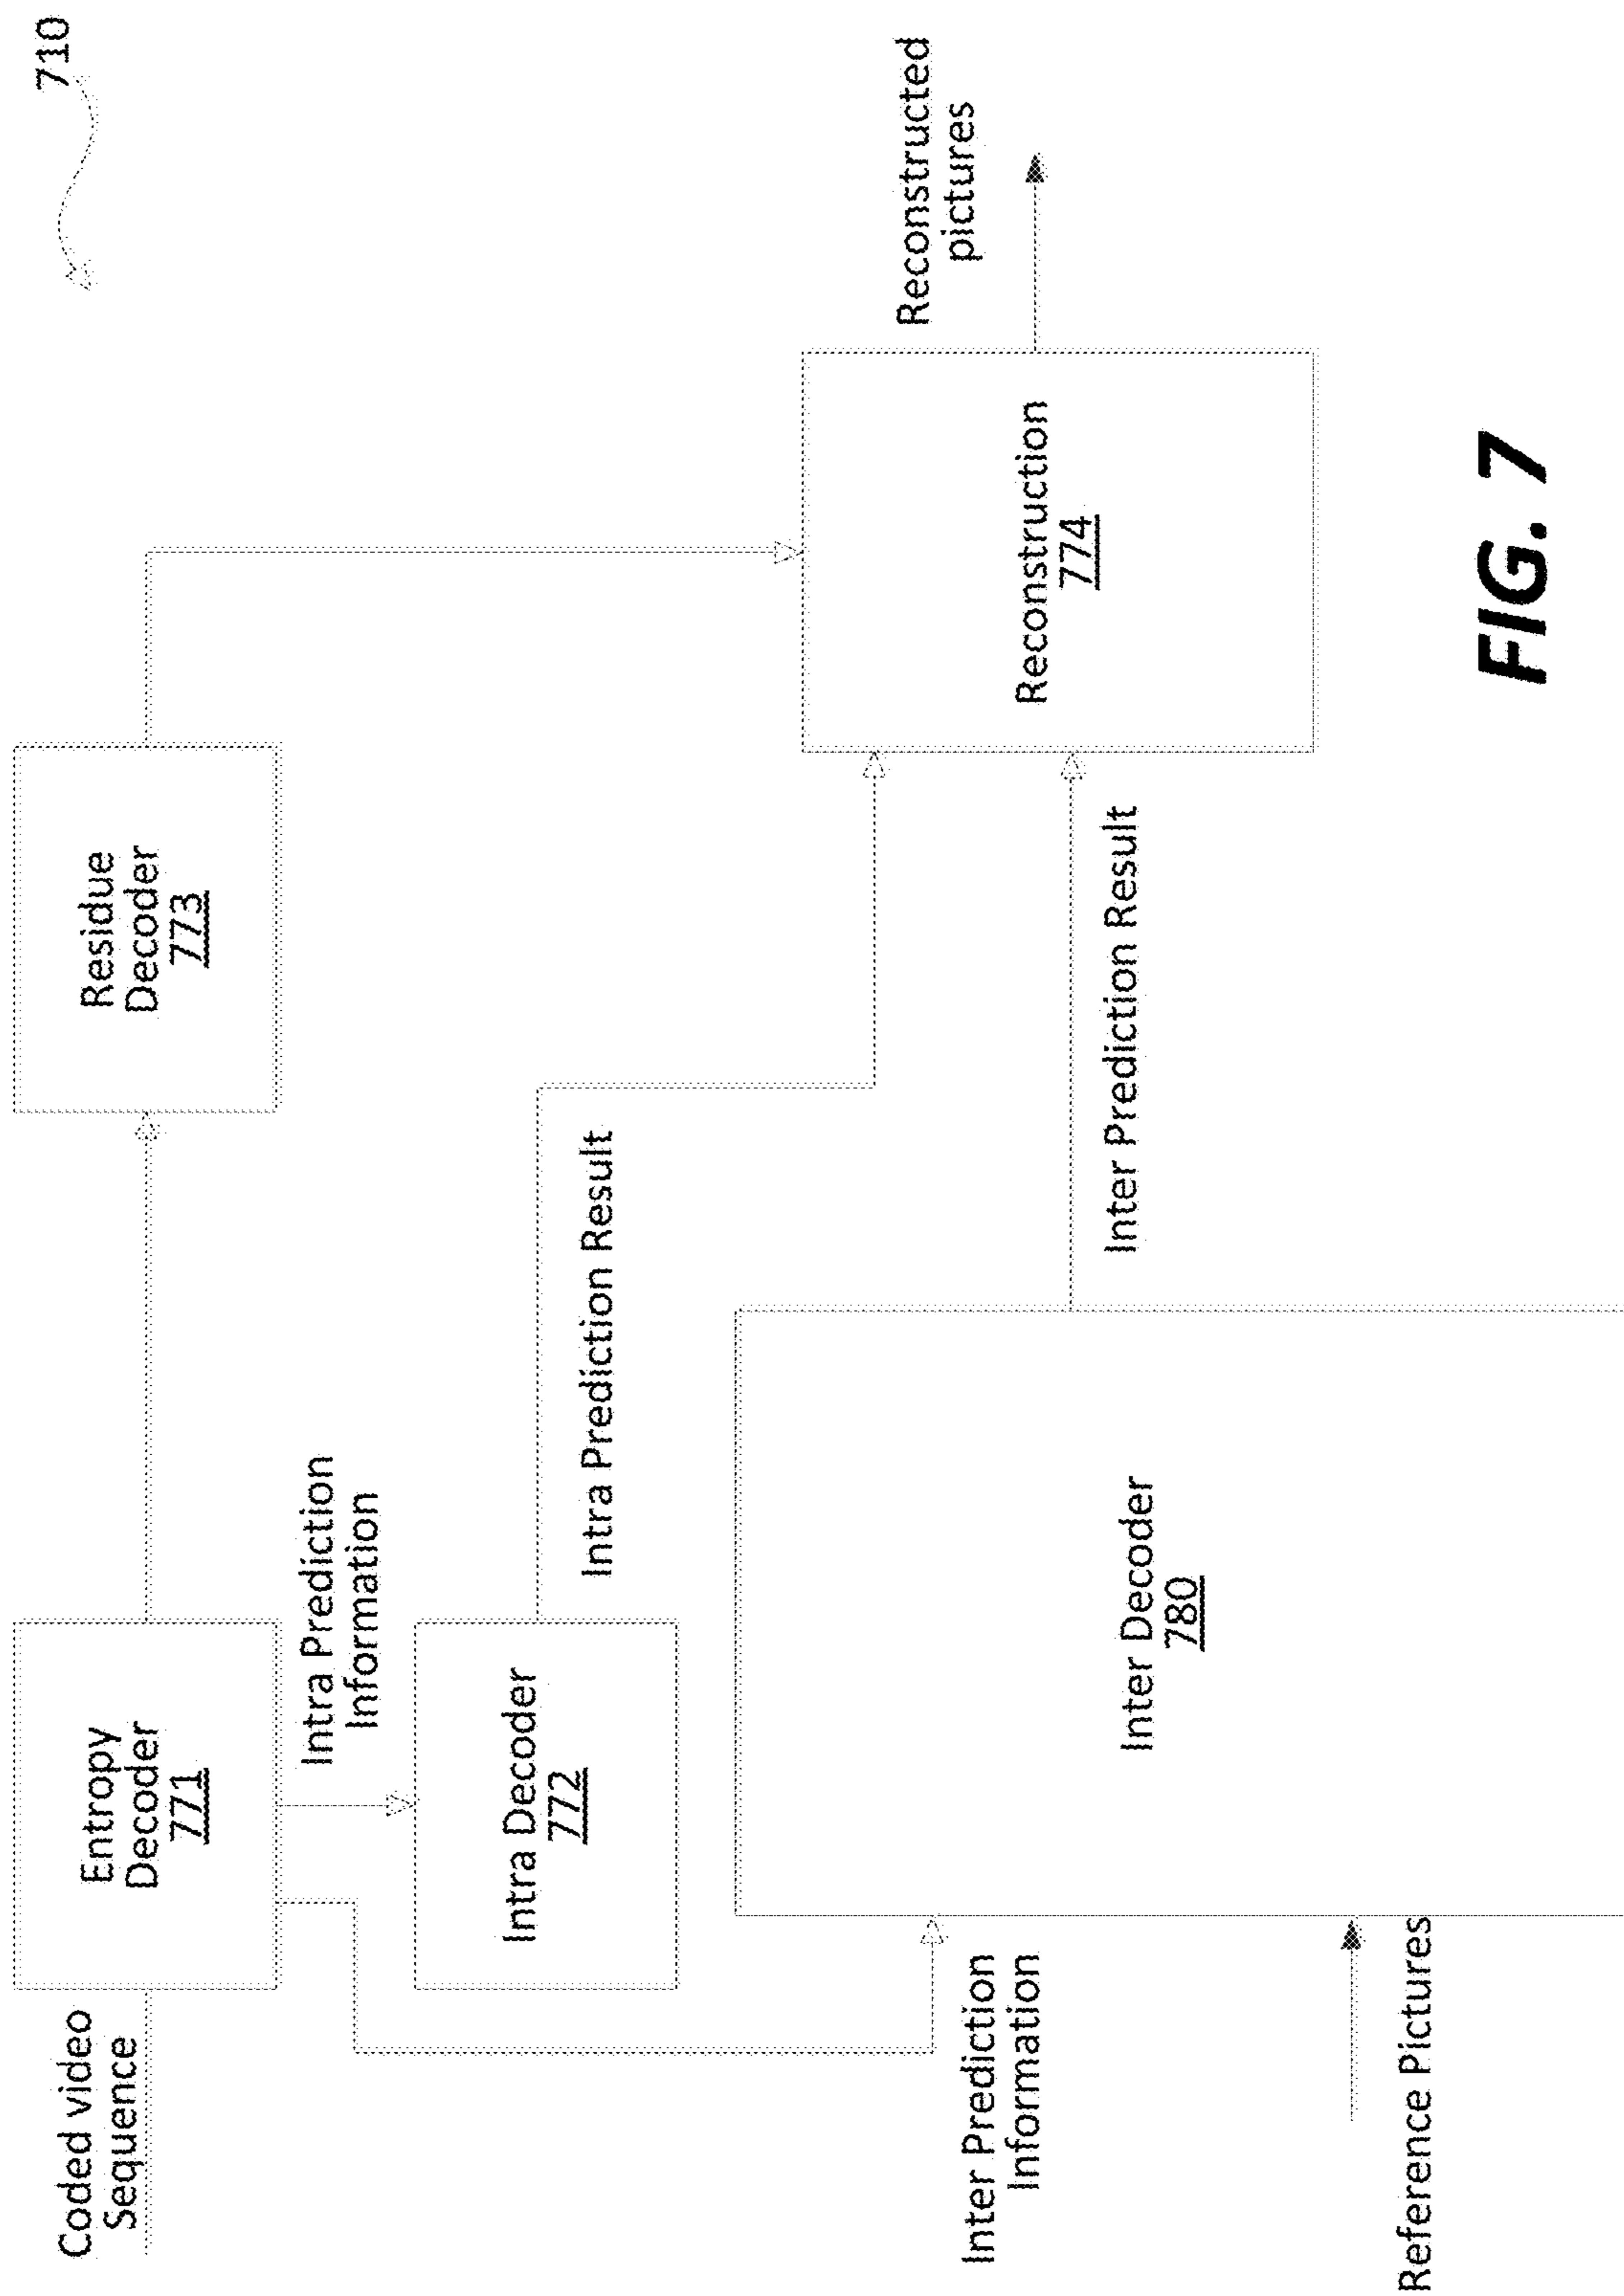 710
Coded video
Sequence
Entropy
Decoder
771
Residue
Decoder
773
Intra Prediction
Information
Intra Decoder
772
Intra Prediction Result
Inter Prediction
Information
Inter Decoder
780
Reference Pictures
Inter Prediction Result
Reconstruction
774
Reconstructed
pictures
FIG. 7